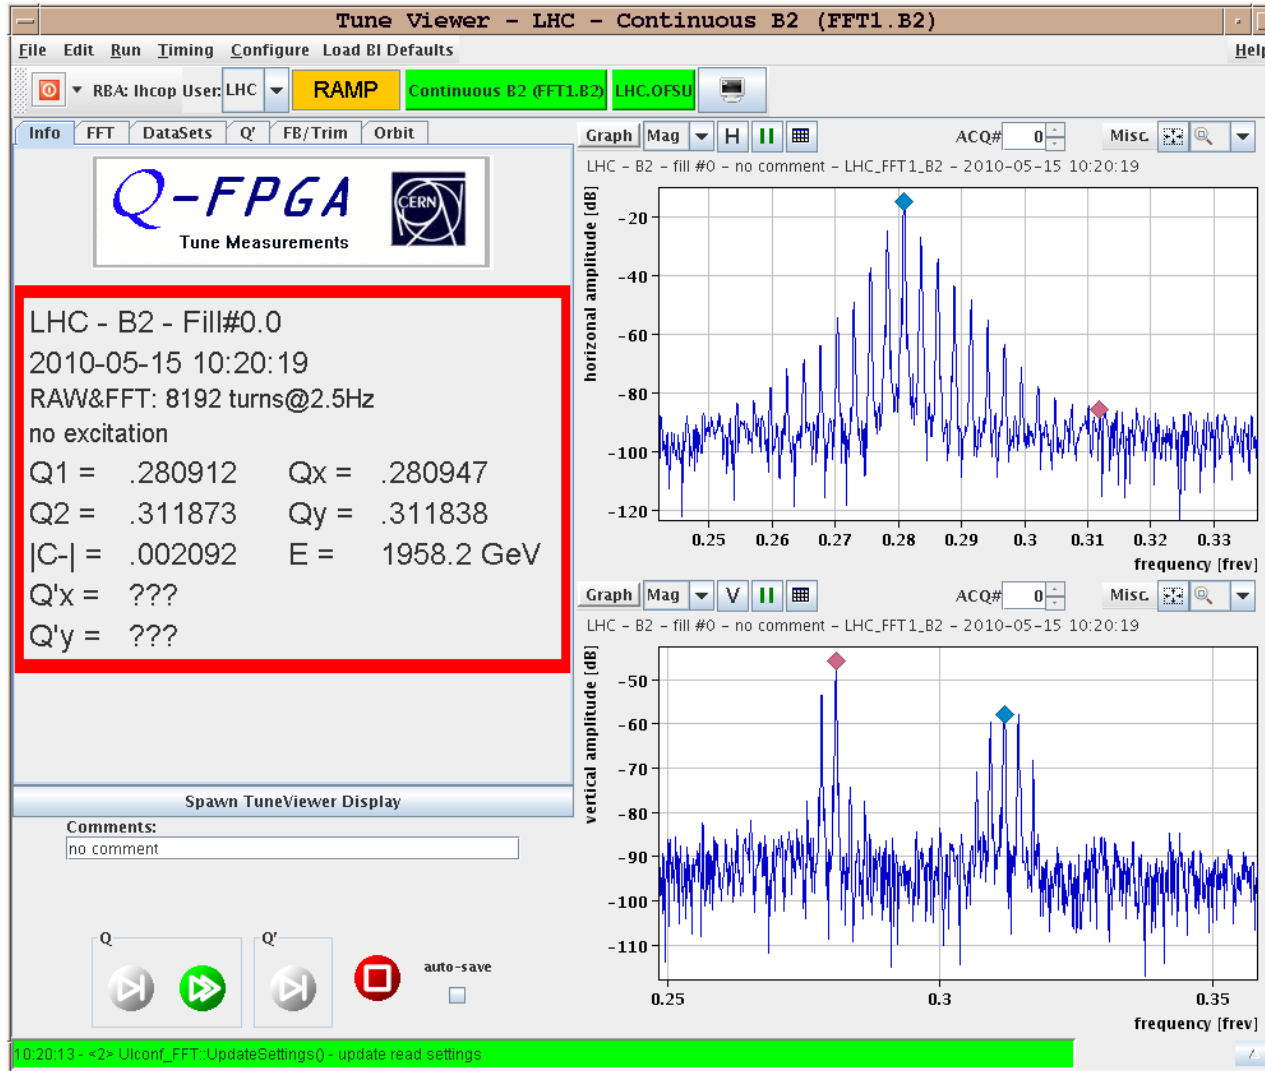 Tune Viewer - LHC - Continuous B2 (FFT1.B2)
File Edit Run Timing Configure Load BI Defaults Help
RBA: lhcop User: LHC RAMP Continuous B2 (FFT1.B2) LHC.OFSU
Info FFT DataSets Q' FB/Trim Orbit
Q-FPGA
Tune Measurements
CERN
LHC - B2 - Fill#0.0
2010-05-15 10:20:19
RAW&FFT: 8192 turns@2.5Hz
no excitation
Q1 = .280912 Qx = .280947
Q2 = .311873 Qy = .311838
|C-| = .002092 E = 1958.2 GeV
Q'x = ???
Q'y = ???
Spawn TuneViewer Display
Comments:
no comment
Q Q'
auto-save
Graph Mag H ACQ# 0 Misc.
LHC - B2 - fill #0 - no comment - LHC_FFT1_B2 - 2010-05-15 10:20:19
horizonal amplitude [dB]
-20
-40
-60
-80
-100
-120
0.25 0.26 0.27 0.28 0.29 0.3 0.31 0.32 0.33
frequency [frev]
Graph Mag V ACQ# 0 Misc.
LHC - B2 - fill #0 - no comment - LHC_FFT1_B2 - 2010-05-15 10:20:19
vertical amplitude [dB]
-50
-60
-70
-80
-90
-100
-110
0.25 0.3 0.35
frequency [frev]
10:20:13 - <2> UIconf_FFT::UpdateSettings() - update read settings